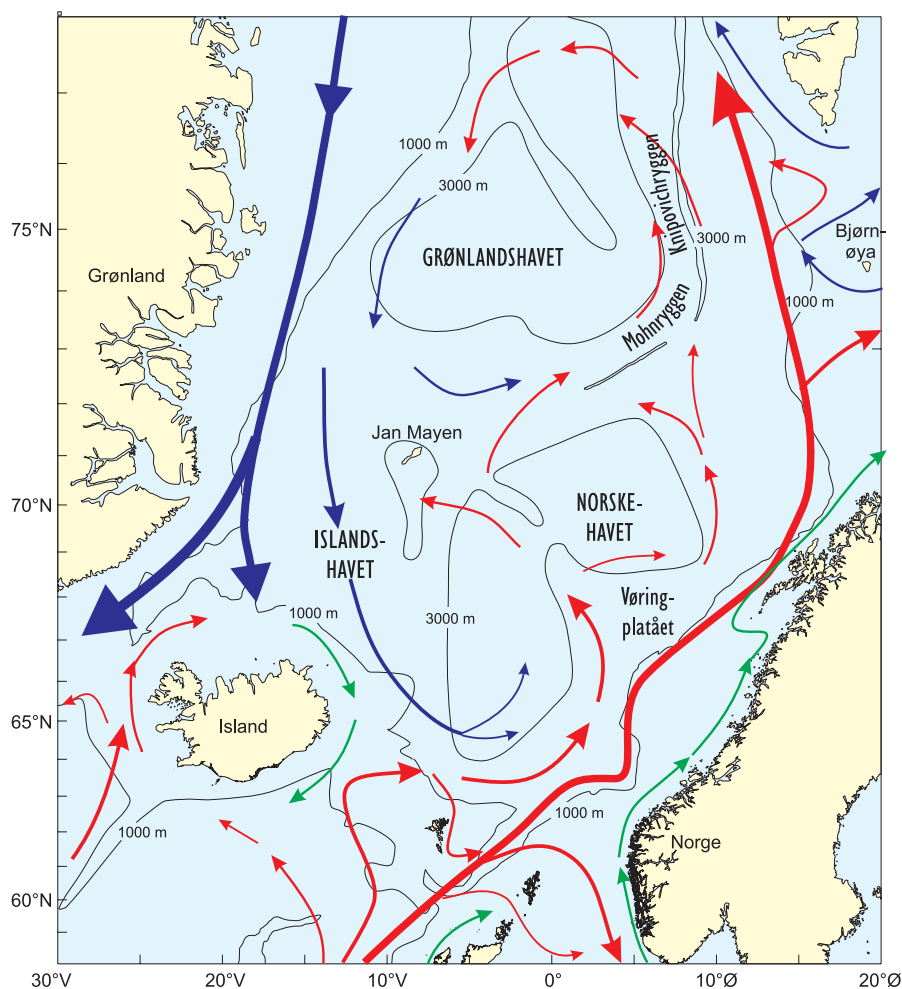 1000 m
3000 m
Knipovichryggen
75°N
3000 m
Bjørn-
øya
GRØNLANDSHAVET
Grønland
1000 m
Mohnryggen
Jan Mayen
70°N
NORSKE-
HAVET
ISLANDS-
HAVET
Vøring-
platået
1000 m
3000 m
65°N
Island
1000 m
1000 m
Norge
60°N
30°V
20°V
10°V
0°
10°Ø
20°Ø